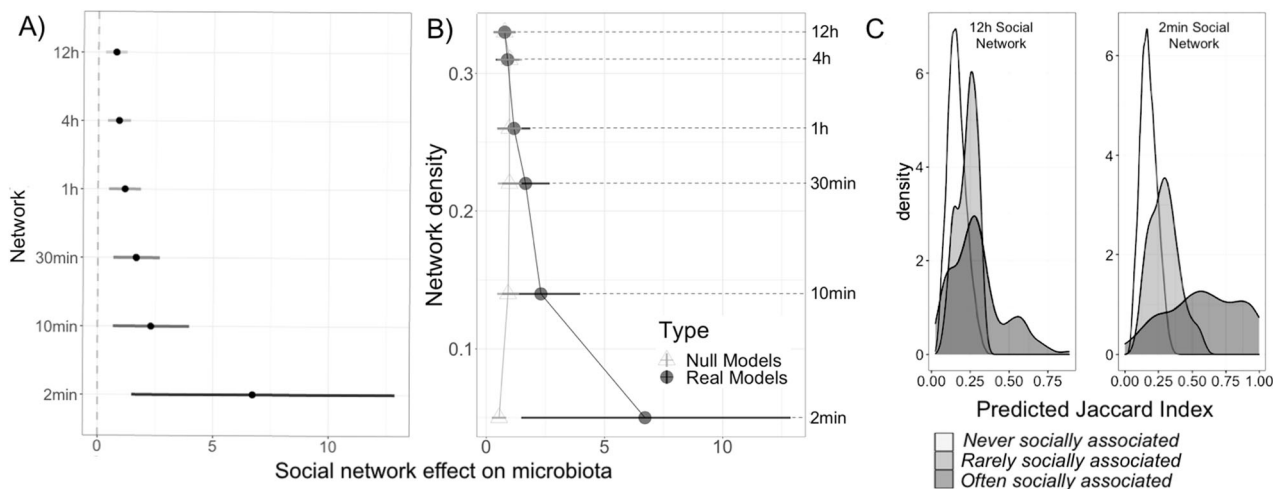 A)
Network
12h
4h
1h
30min
10min
2min
0
5
10
B)
Network density
0.3
0.2
0.1
12h
4h
1h
30min
10min
2min
Type
Null Models
Real Models
0
5
10
Social network effect on microbiota
C
12h Social
Network
2min Social
Network
density
6
4
2
0
6
4
2
0
0.00
0.25
0.50
0.75
0.00
0.25
0.50
0.75
1.00
Predicted Jaccard Index
Never socially associated
Rarely socially associated
Often socially associated